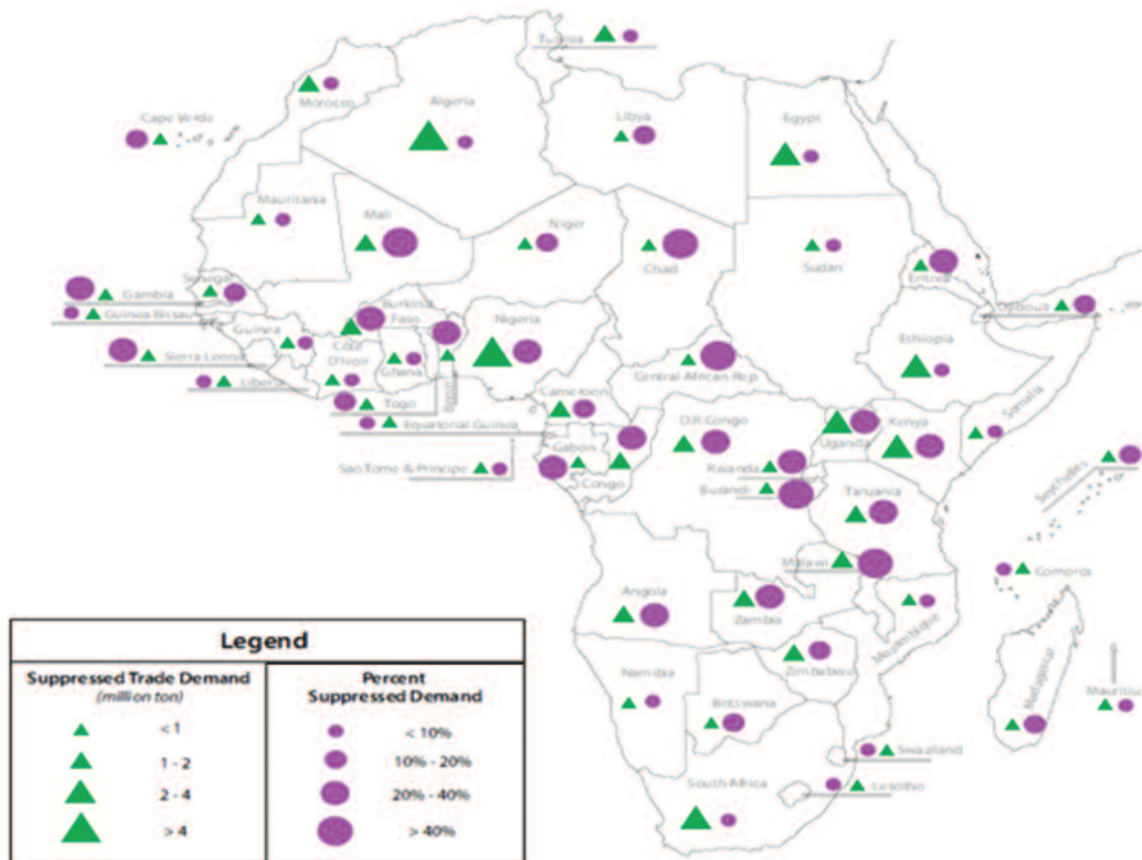 Tunisia
Morocco
Algeria
Libya
Egypt
Cape Verde
Mauritania
Mali
Niger
Chad
Sudan
Eritrea
Senegal
Gambia
Guinea Bissau
Djibouti
Burkina
Faso
Nigeria
Guinea
Ethiopia
Cote
D'Ivoir
Ghana
Benin
Sierra Leone
Central African Rep.
Liberia
Togo
Cameroon
Somalia
Equatorial Guinea
D.R.Congo
Uganda
Kenya
Gabon
Sao Tome & Principe
Congo
Rwanda
Burundi
Seychelles
Tanjania
Malawi
Comoros
Angola
Zambia
Mozambique
Zimbabwe
Madagascar
Namibia
Botswana
Mauritius
Swaziland
South Africa
Lesotho
Legend
Suppressed Trade Demand
(million ton)
< 1
1 - 2
2 - 4
> 4
Percent
Suppressed Demand
< 10%
10% - 20%
20% - 40%
> 40%